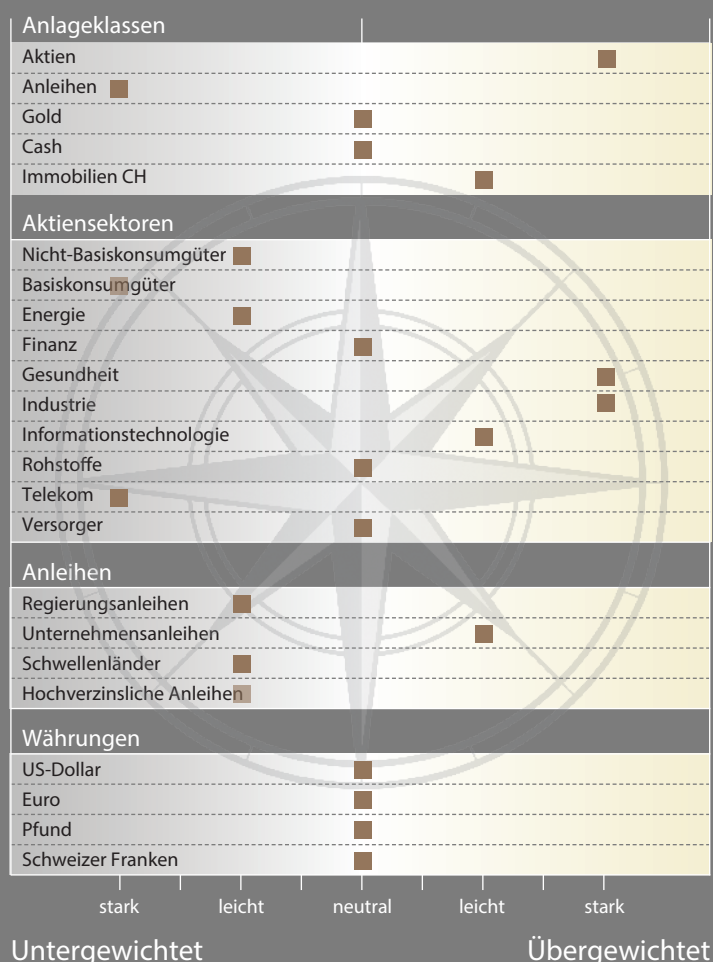 Anlageklassen
Aktien
Anleihen
Gold
Cash
Immobilien CH
Aktiensektoren
Nicht-Basiskonsumgüter
Basiskonsumgüter
Energie
Finanz
Gesundheit
Industrie
Informationstechnologie
Rohstoffe
Telekom
Versorger
Anleihen
Regierungsanleihen
Unternehmensanleihen
Schwellenländer
Hochverzinsliche Anleihen
Währungen
US-Dollar
Euro
Pfund
Schweizer Franken
stark leicht neutral leicht stark
Untergewichtet Übergewichtet